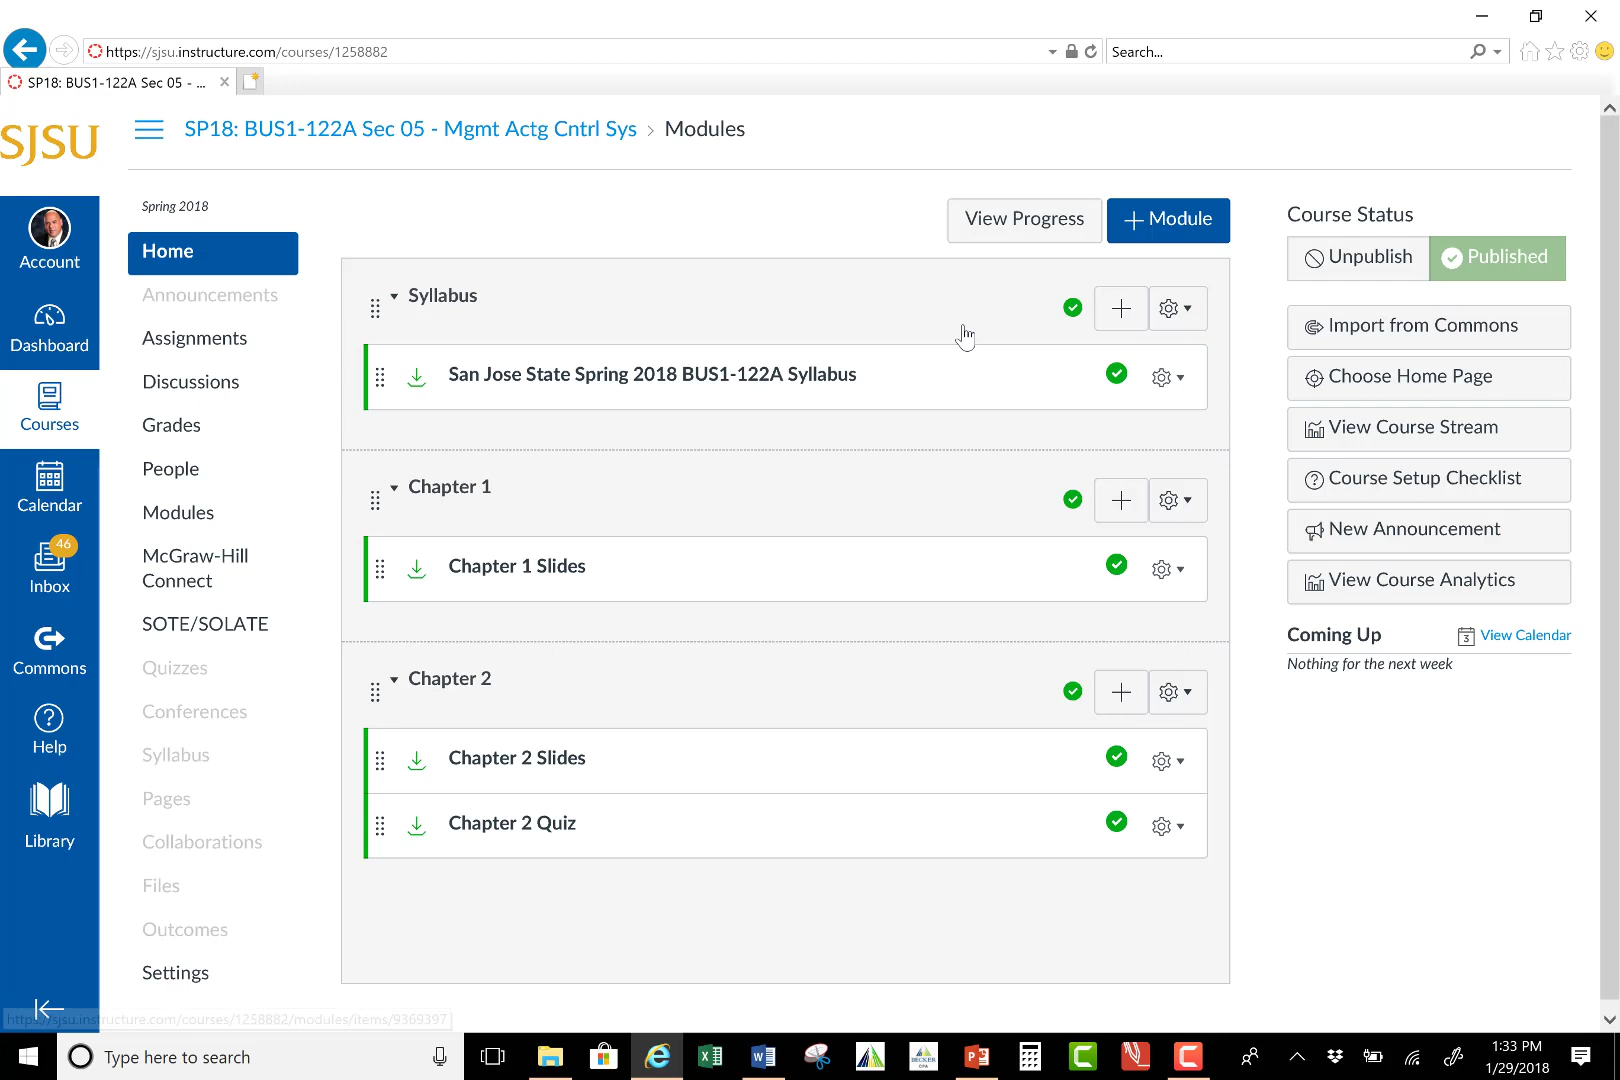 https://sjsu.instructure.com/courses/1258882
Search...
SP18: BUS1-122A Sec 05 - ...
SJSU
SP18: BUS1-122A Sec 05 - Mgmt Actg Cntrl Sys > Modules
Account
Dashboard
Courses
Calendar
46
Inbox
Commons
Help
Library
Spring 2018
Home
Announcements
Assignments
Discussions
Grades
People
Modules
McGraw-Hill
Connect
SOTE/SOLATE
Quizzes
Conferences
Syllabus
Pages
Collaborations
Files
Outcomes
Settings
View Progress
+ Module
Syllabus
San Jose State Spring 2018 BUS1-122A Syllabus
Chapter 1
Chapter 1 Slides
Chapter 2
Chapter 2 Slides
Chapter 2 Quiz
Course Status
Unpublish
Published
Import from Commons
Choose Home Page
View Course Stream
Course Setup Checklist
New Announcement
View Course Analytics
Coming Up
3
View Calendar
Nothing for the next week
https://sjsu.instructure.com/courses/1258882/modules/items/9369397
Type here to search
DECKER
CPA
1:33 PM
1/29/2018